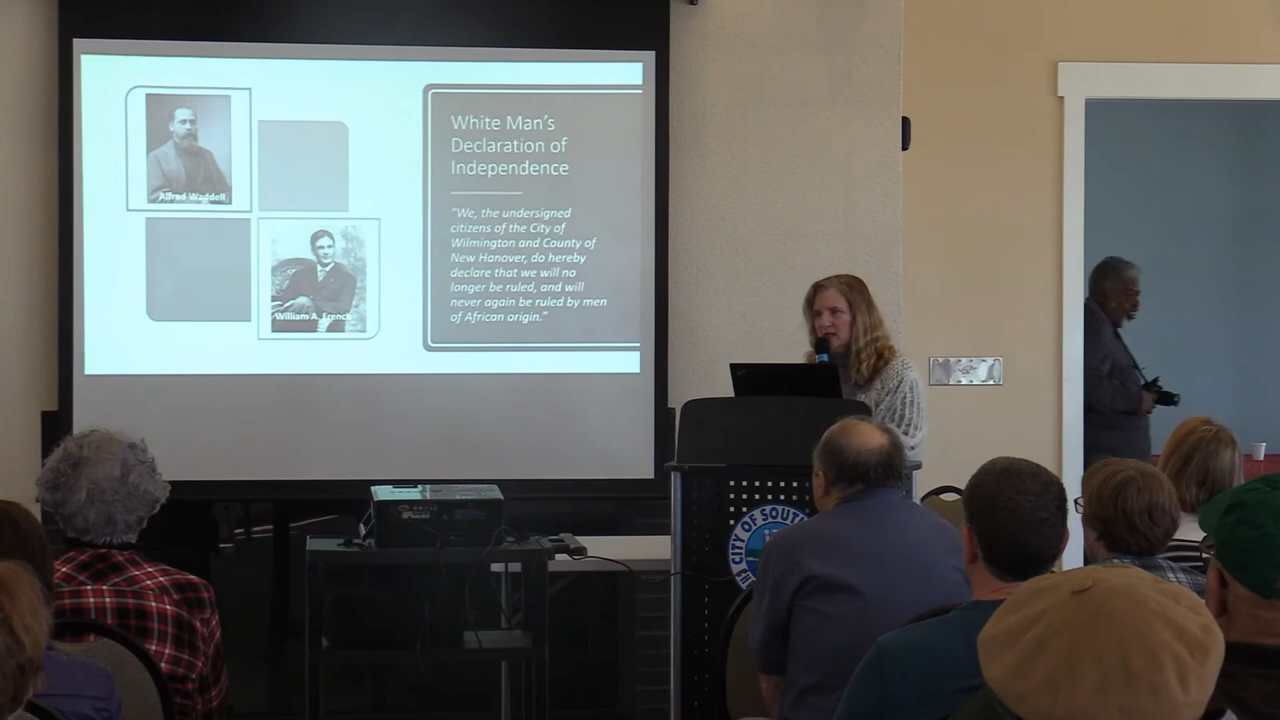 White Man's
Declaration of
Independence
"We, the undersigned
citizens of the City of
Wilmington and County of
New Hanover, do hereby
declare that we will no
longer be ruled, and will
never again be ruled by men
of African origin."
Alfred Waddell
William A. French
CITY OF SOUTH